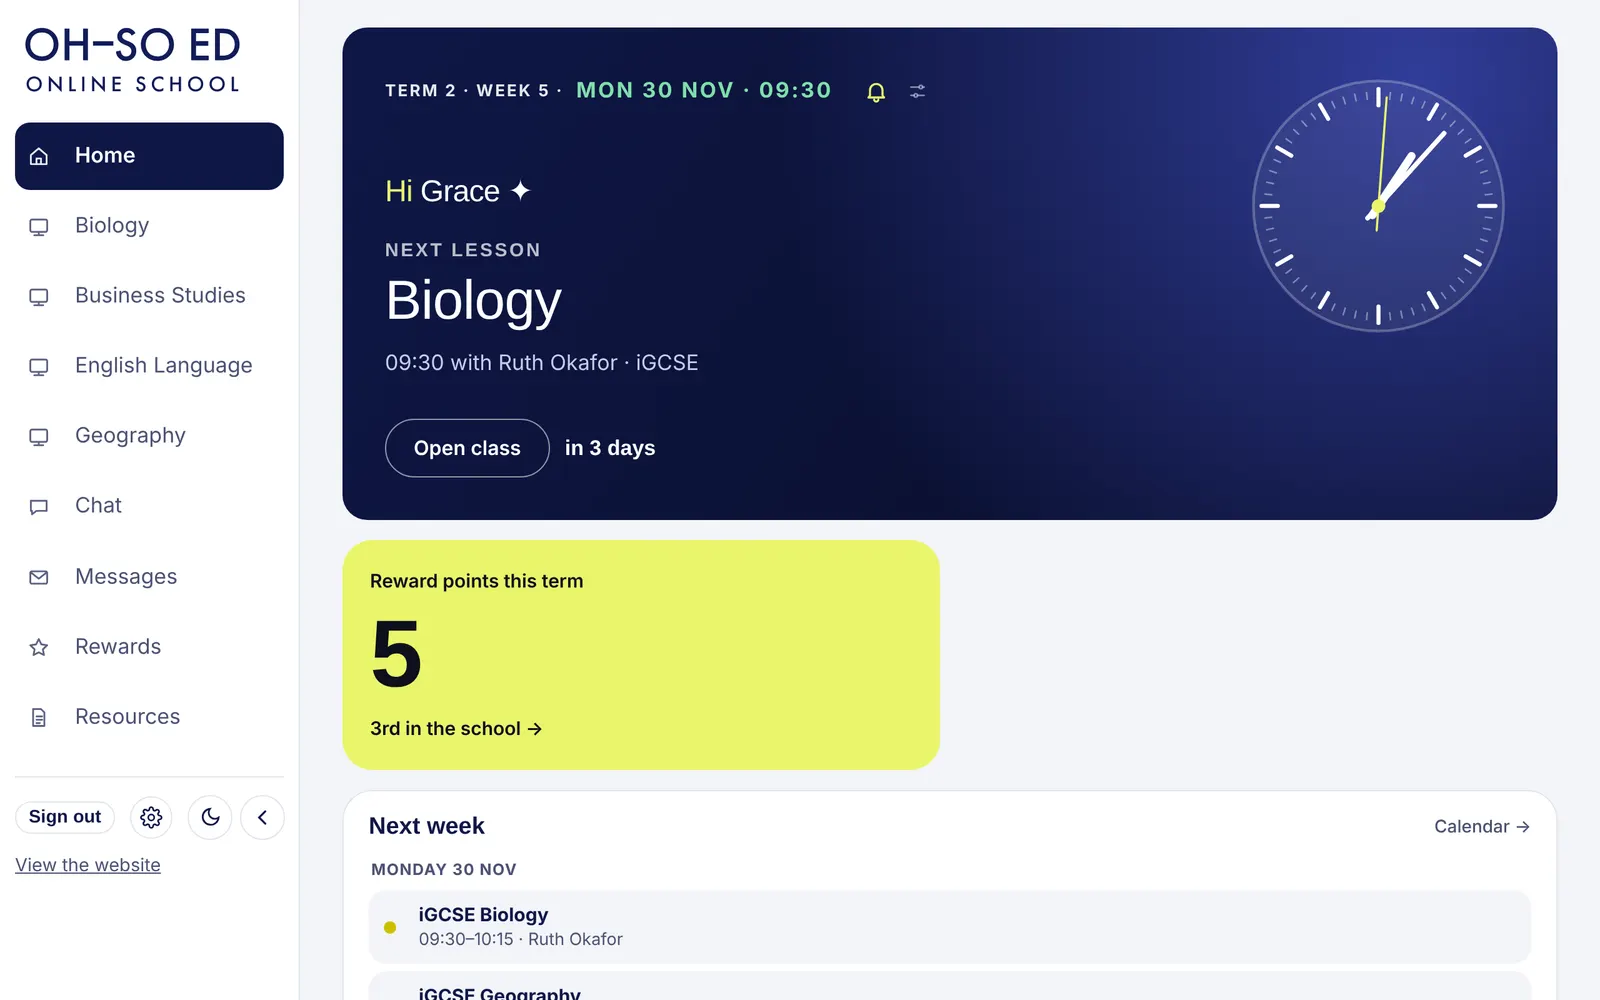 OH-SO ED
ONLINE SCHOOL
Home
Biology
Business Studies
English Language
Geography
Chat
Messages
Rewards
Resources
Sign out
View the website
TERM 2 · WEEK 5 · MON 30 NOV · 09:30
Hi Grace ✦
NEXT LESSON
Biology
09:30 with Ruth Okafor · iGCSE
Open class in 3 days
Reward points this term
5
3rd in the school →
Next week
Calendar →
MONDAY 30 NOV
iGCSE Biology
09:30–10:15 · Ruth Okafor
iGCSE Geography